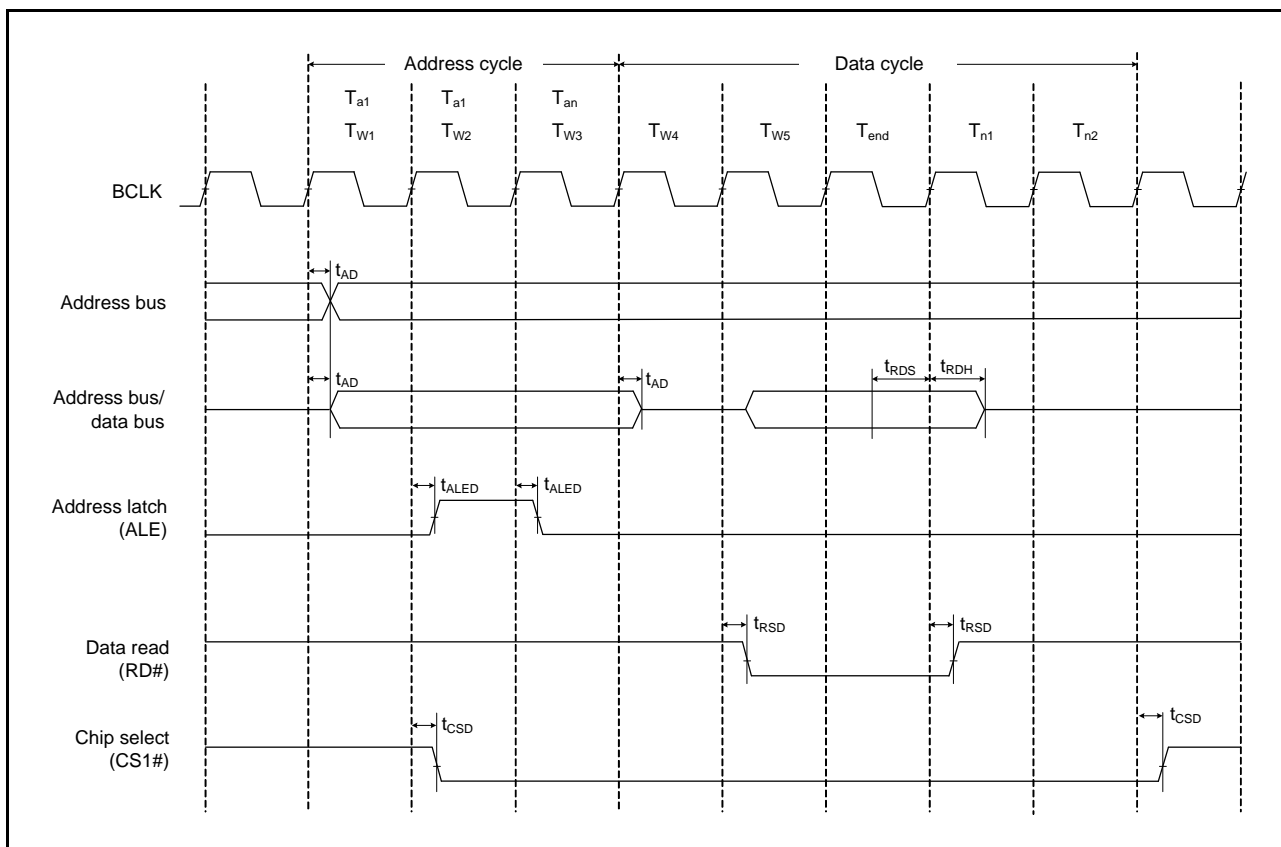 Address cycle Data cycle
Ta1 Ta1 Tan
TW1 TW2 TW3 TW4 TW5 Tend Tn1 Tn2
BCLK
tAD
Address bus
tRDS tRDH
tAD tAD
Address bus/
data bus
tALED tALED
Address latch
(ALE)
tRSD tRSD
Data read
(RD#)
tCSD tCSD
Chip select
(CS1#)